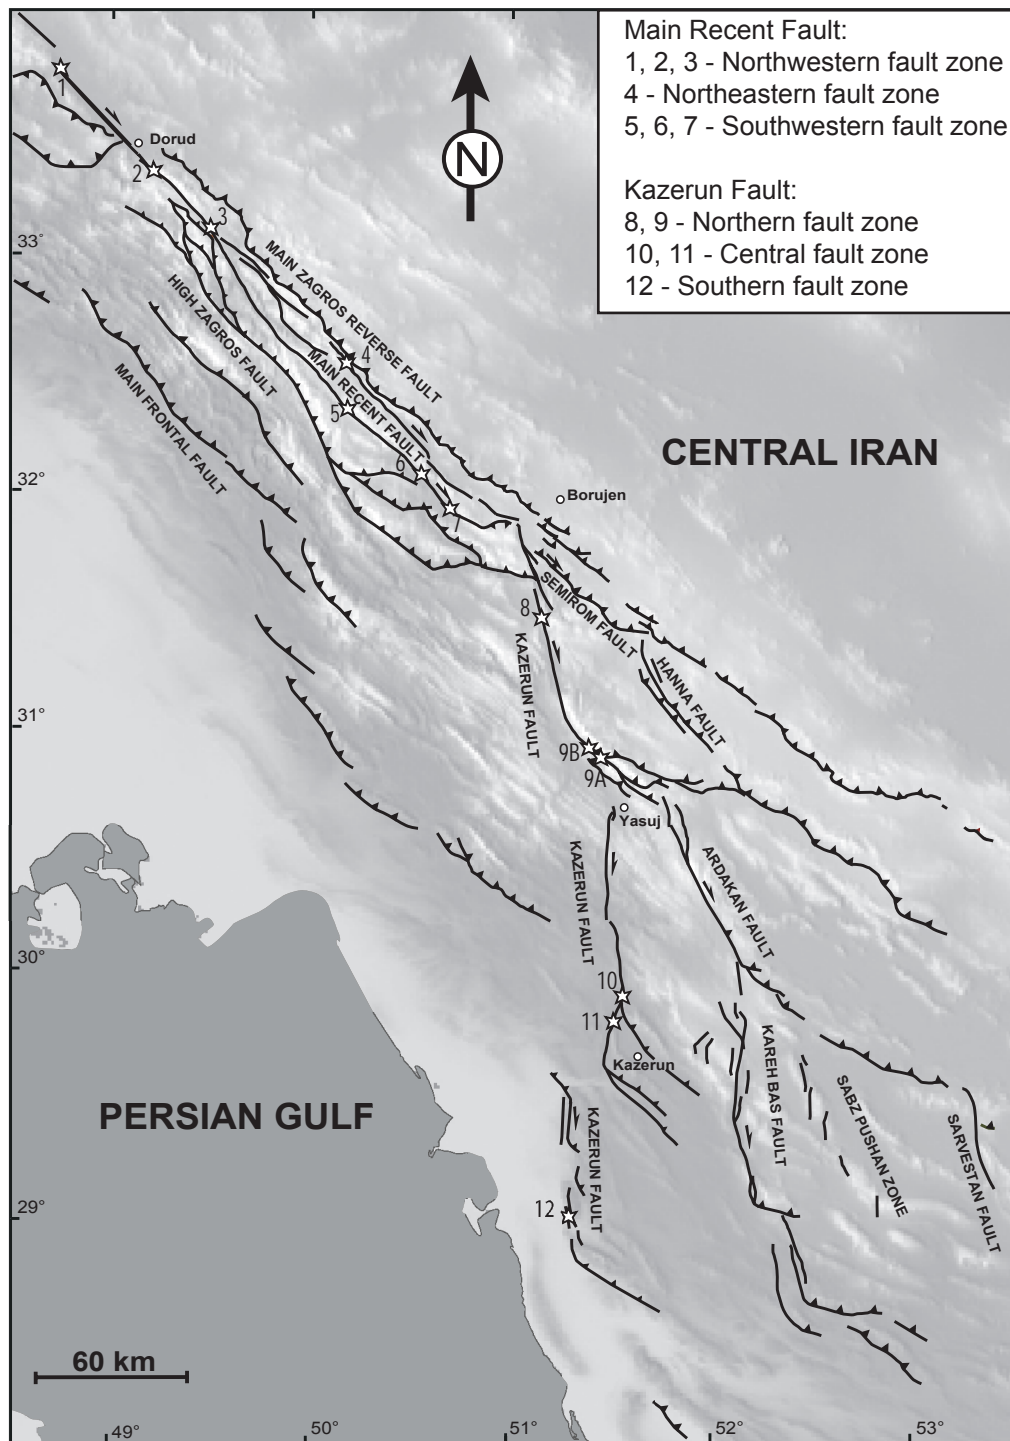 Main Recent Fault:
1, 2, 3 - Northwestern fault zone
4 - Northeastern fault zone
5, 6, 7 - Southwestern fault zone
Kazerun Fault:
8, 9 - Northern fault zone
10, 11 - Central fault zone
12 - Southern fault zone
1
Dorud
N
2
3
33°
MAIN ZAGROS REVERSE FAULT
HIGH ZAGROS FAULT
4
MAIN RECENT FAULT
MAIN FRONTAL FAULT
5
CENTRAL IRAN
6
32°
Borujen
7
SEMIROM FAULT
8
KAZERUN FAULT
HANNA FAULT
31°
9B
9A
Yasuj
KAZERUN FAULT
ARDAKAN FAULT
30°
10
11
Kazerun
KAREH BAS FAULT
SABZ PUSHAN ZONE
SARVESTAN FAULT
PERSIAN GULF
KAZERUN FAULT
29°
12
60 km
49°
50°
51°
52°
53°